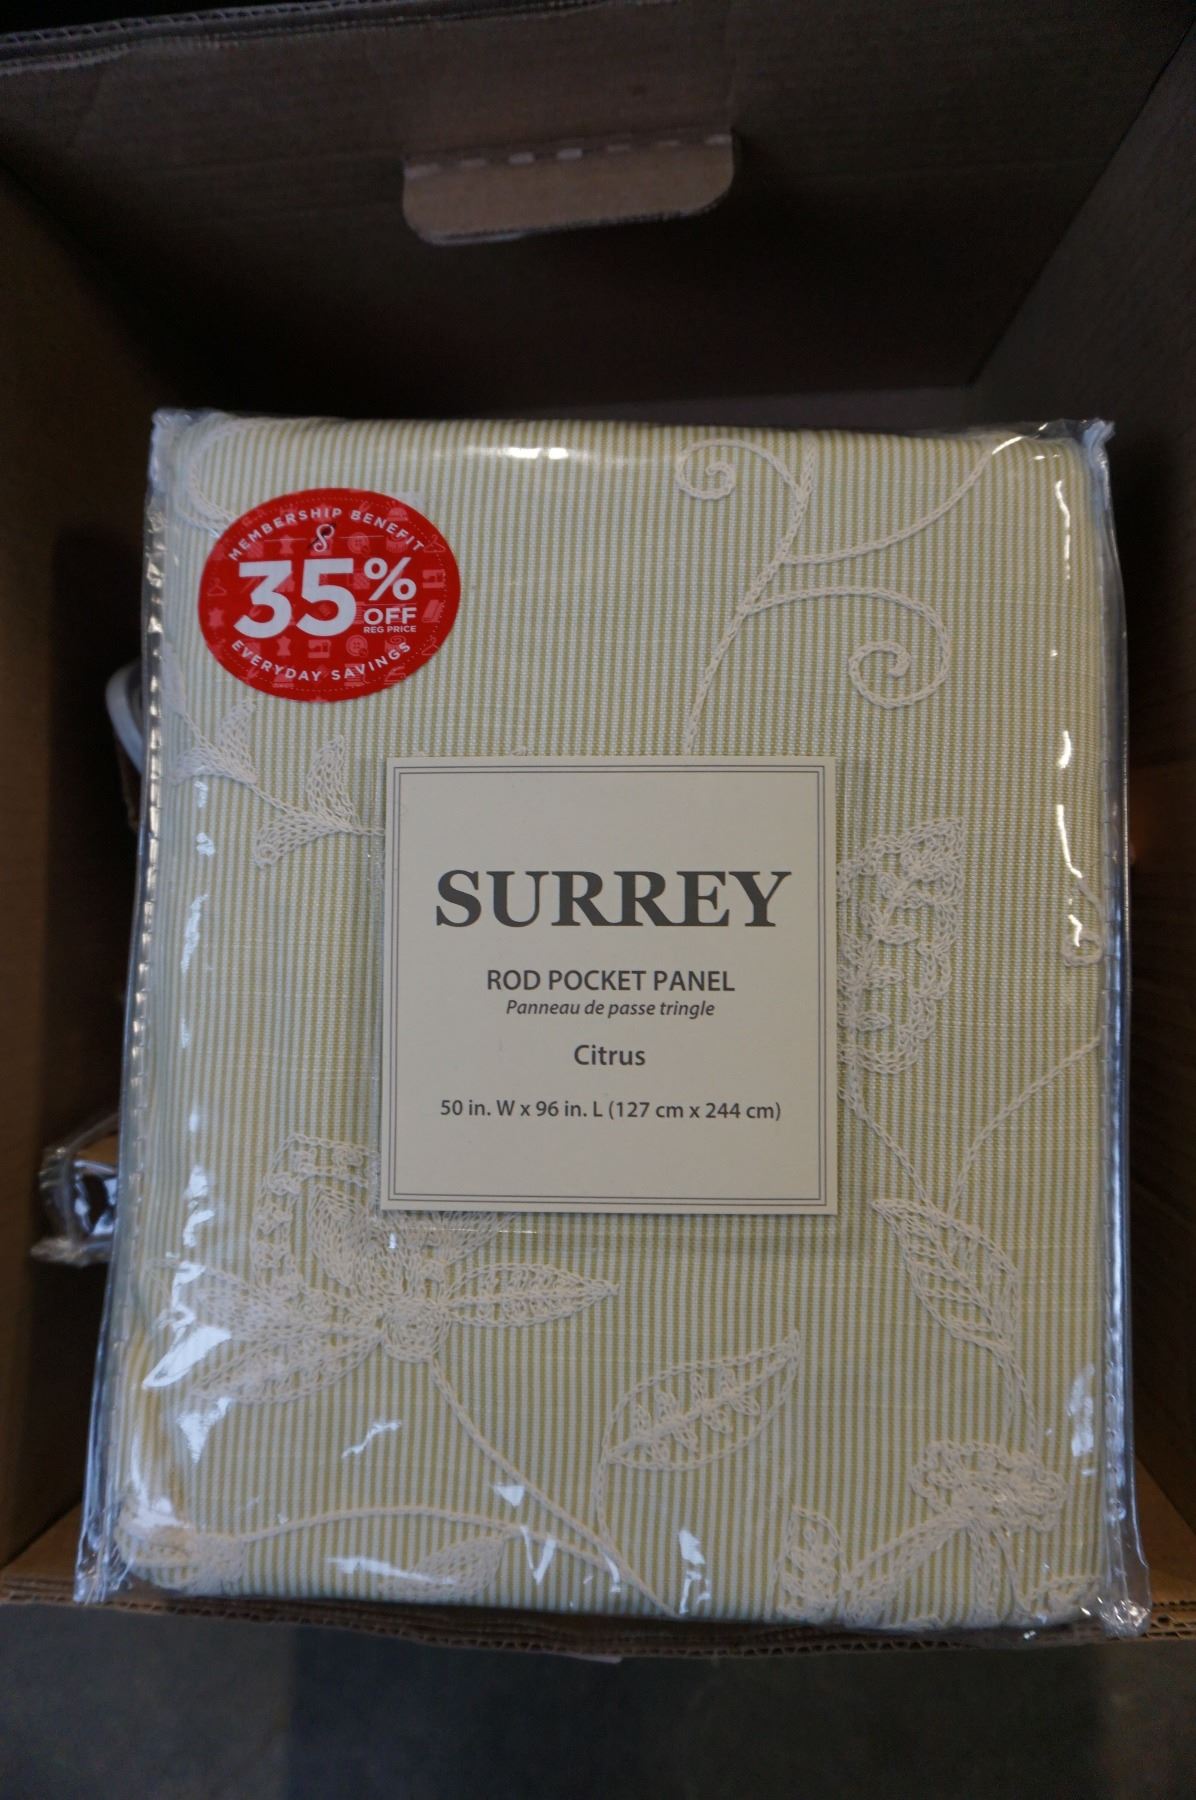 MEMBERSHIP BENEFIT
35% OFF
REG PRICE
EVERYDAY SAVINGS
SURREY
ROD POCKET PANEL
Panneau de passe tringle
Citrus
50 in. W x 96 in. L (127 cm x 244 cm)